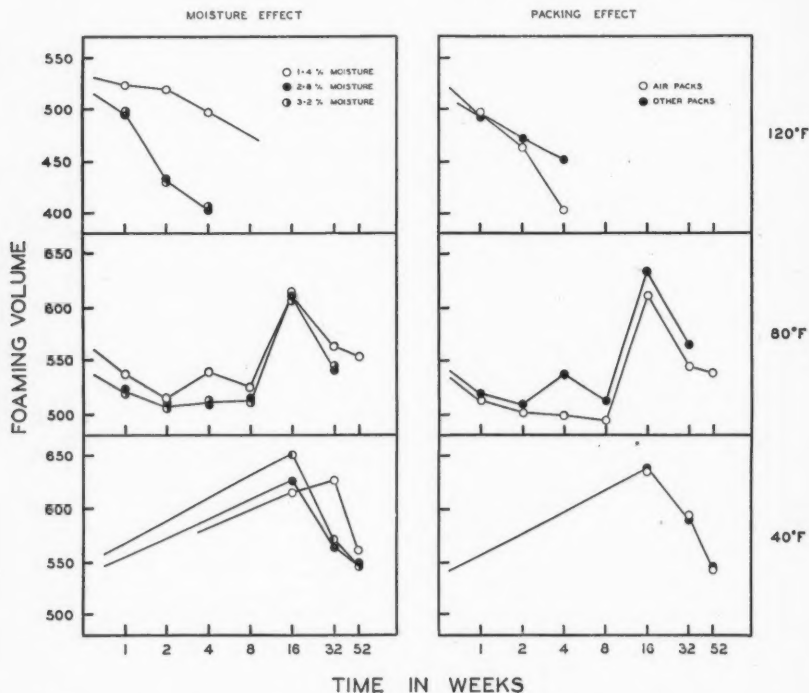 MOISTURE EFFECT
PACKING EFFECT
FOAMING VOLUME
550
500
450
400
○ 1·4 % MOISTURE
● 2·8 % MOISTURE
◑ 3·2 % MOISTURE
○ AIR PACKS
● OTHER PACKS
120°F
650
600
550
500
80°F
650
600
550
500
40°F
1 2 4 8 16 32 52
1 2 4 8 16 32 52
TIME IN WEEKS